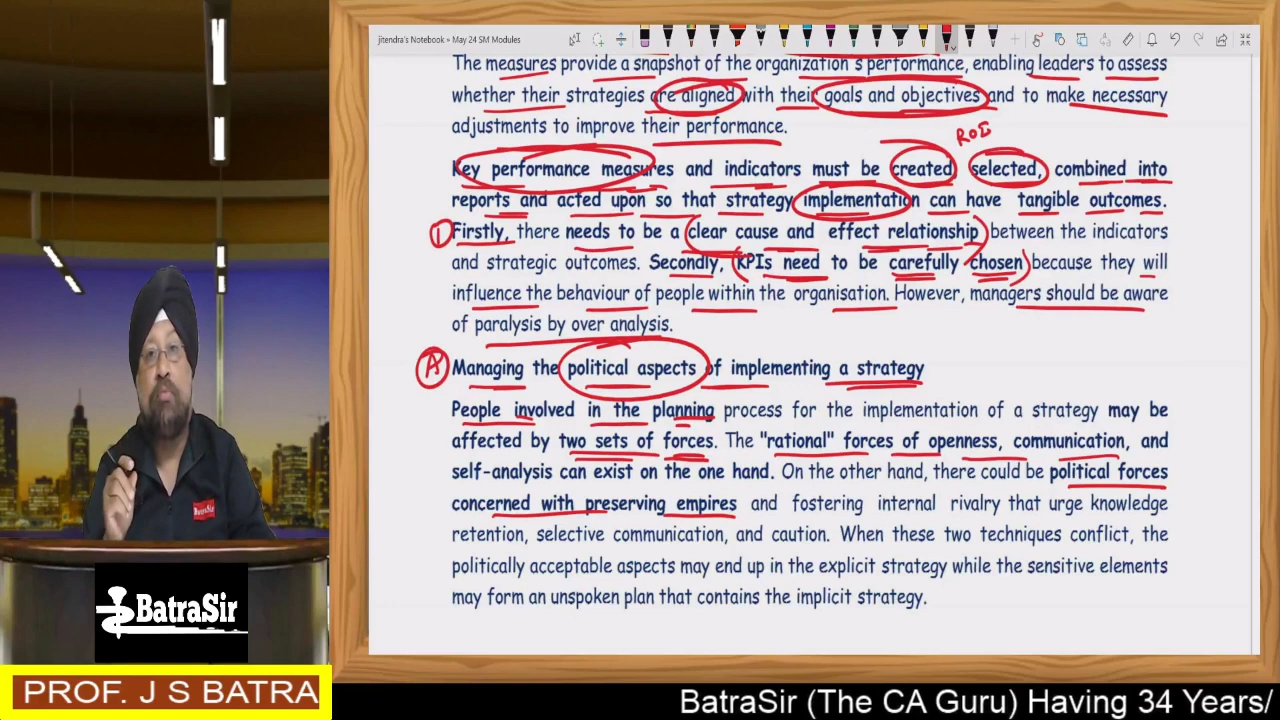 jitendra's Notebook » May 24 SM Modules
The measures provide a snapshot of the organization's performance, enabling leaders to assess
whether their strategies are aligned with their goals and objectives and to make necessary
adjustments to improve their performance.
ROI
Key performance measures and indicators must be created, selected, combined into
reports and acted upon so that strategy implementation can have tangible outcomes.
① Firstly, there needs to be a clear cause and effect relationship between the indicators
and strategic outcomes. Secondly, KPIs need to be carefully chosen because they will
influence the behaviour of people within the organisation. However, managers should be aware
of paralysis by over analysis.
A Managing the political aspects of implementing a strategy
People involved in the planning process for the implementation of a strategy may be
affected by two sets of forces. The "rational" forces of openness, communication, and
self-analysis can exist on the one hand. On the other hand, there could be political forces
concerned with preserving empires and fostering internal rivalry that urge knowledge
retention, selective communication, and caution. When these two techniques conflict, the
politically acceptable aspects may end up in the explicit strategy while the sensitive elements
may form an unspoken plan that contains the implicit strategy.
BatraSir
BatraSir
PROF. J S BATRA
BatraSir (The CA Guru) Having 34 Years/